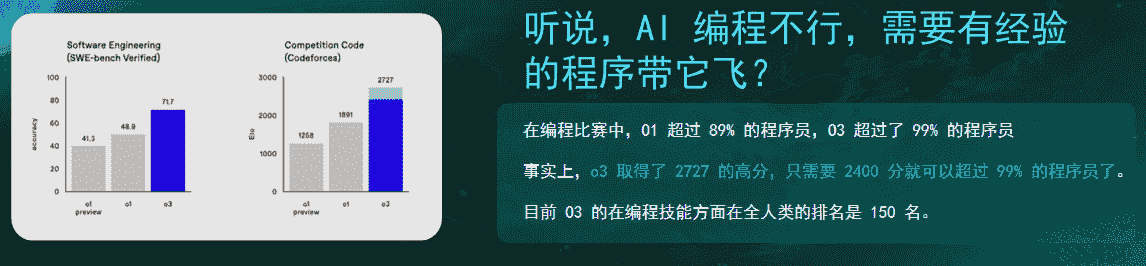 Software Engineering
(SWE-bench Verified)
accuracy
100
80
60
40
20
0
41.3
48.9
71.7
o1
preview
o1
o3
Competition Code
(Codeforces)
Elo
3000
2000
1000
0
1258
1891
2727
o1
preview
o1
o3
听说，AI 编程不行，需要有经验
的程序带它飞？
在编程比赛中，O1 超过 89% 的程序员，O3 超过了 99% 的程序员
事实上，o3 取得了 2727 的高分，只需要 2400 分就可以超过 99% 的程序员了。
目前 O3 的在编程技能方面在全人类的排名是 150 名。